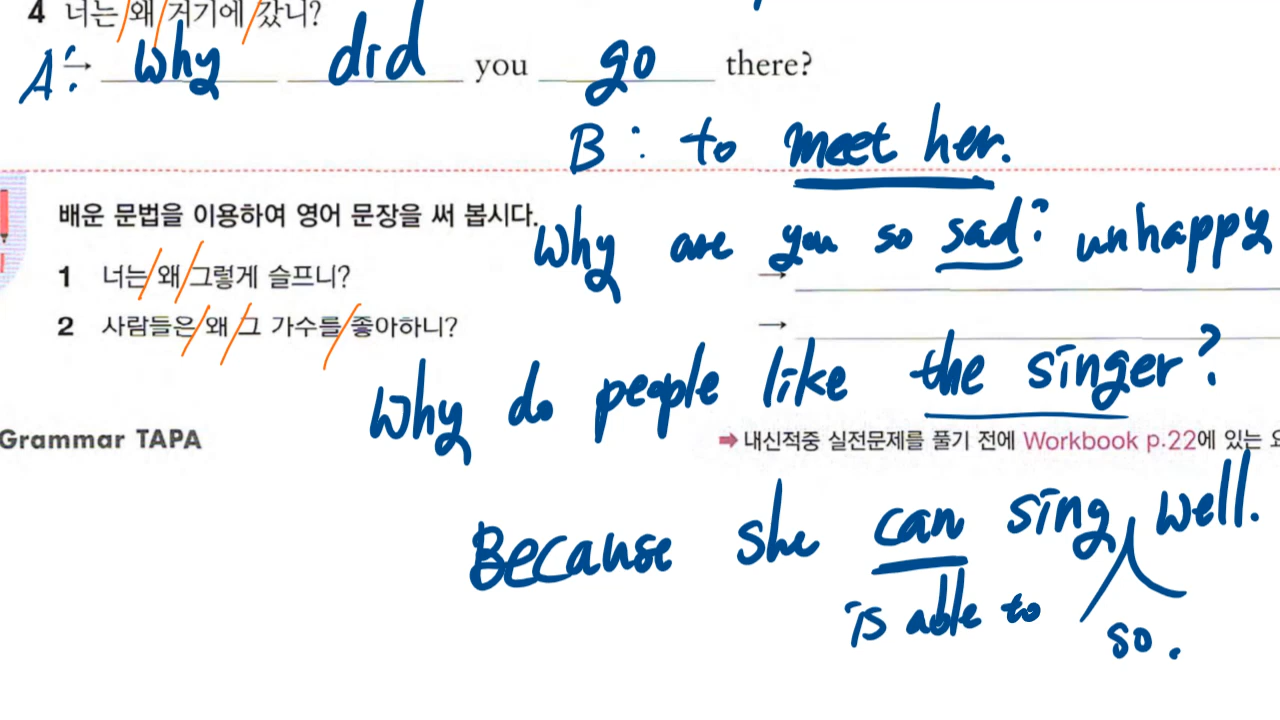 4 너는 왜 거기에 갔니?
A: → why did you go there?
B: to meet her.
배운 문법을 이용하여 영어 문장을 써 봅시다.
Why are you so sad? unhappy
1 너는 왜 그렇게 슬프니? →
2 사람들은 왜 그 가수를 좋아하니? →
Why do people like the singer?
Grammar TAPA
➡ 내신적중 실전문제를 풀기 전에 Workbook p.22에 있는
Because she can sing well.
is able to so.